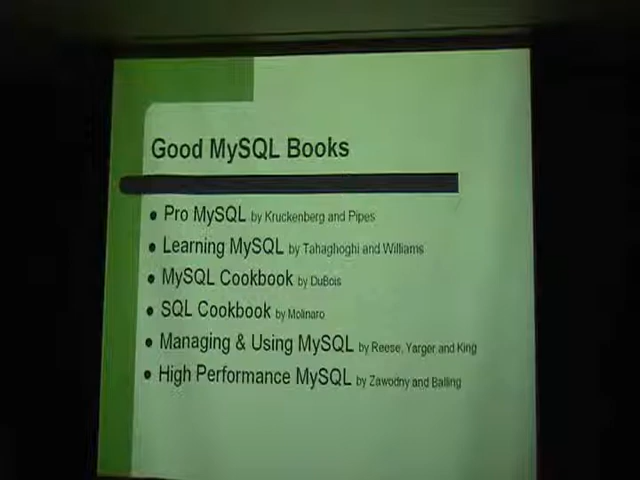 Good MySQL Books
• Pro MySQL by Kruckenberg and Pipes
• Learning MySQL by Tahaghoghi and Williams
• MySQL Cookbook by DuBois
• SQL Cookbook by Molinaro
• Managing & Using MySQL by Reese, Yarger and King
• High Performance MySQL by Zawodny and Balling